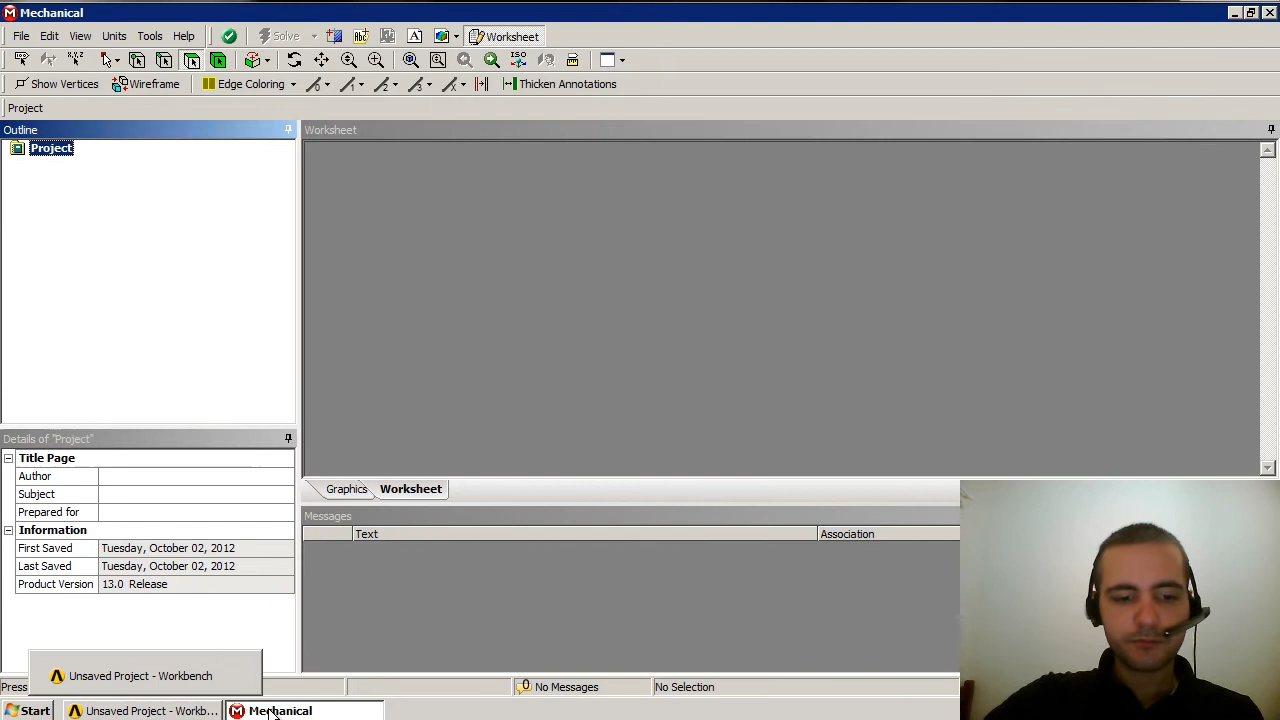 Mechanical
File Edit View Units Tools Help Solve Worksheet
Show Vertices Wireframe Edge Coloring Thicken Annotations
Project
Outline
Project
Worksheet
Details of "Project"
Title Page
Author
Subject
Prepared for
Information
First Saved Tuesday, October 02, 2012
Last Saved Tuesday, October 02, 2012
Product Version 13.0 Release
Graphics Worksheet
Messages
Text Association
Unsaved Project - Workbench
Press 0 No Messages No Selection
Start Unsaved Project - Workb... Mechanical